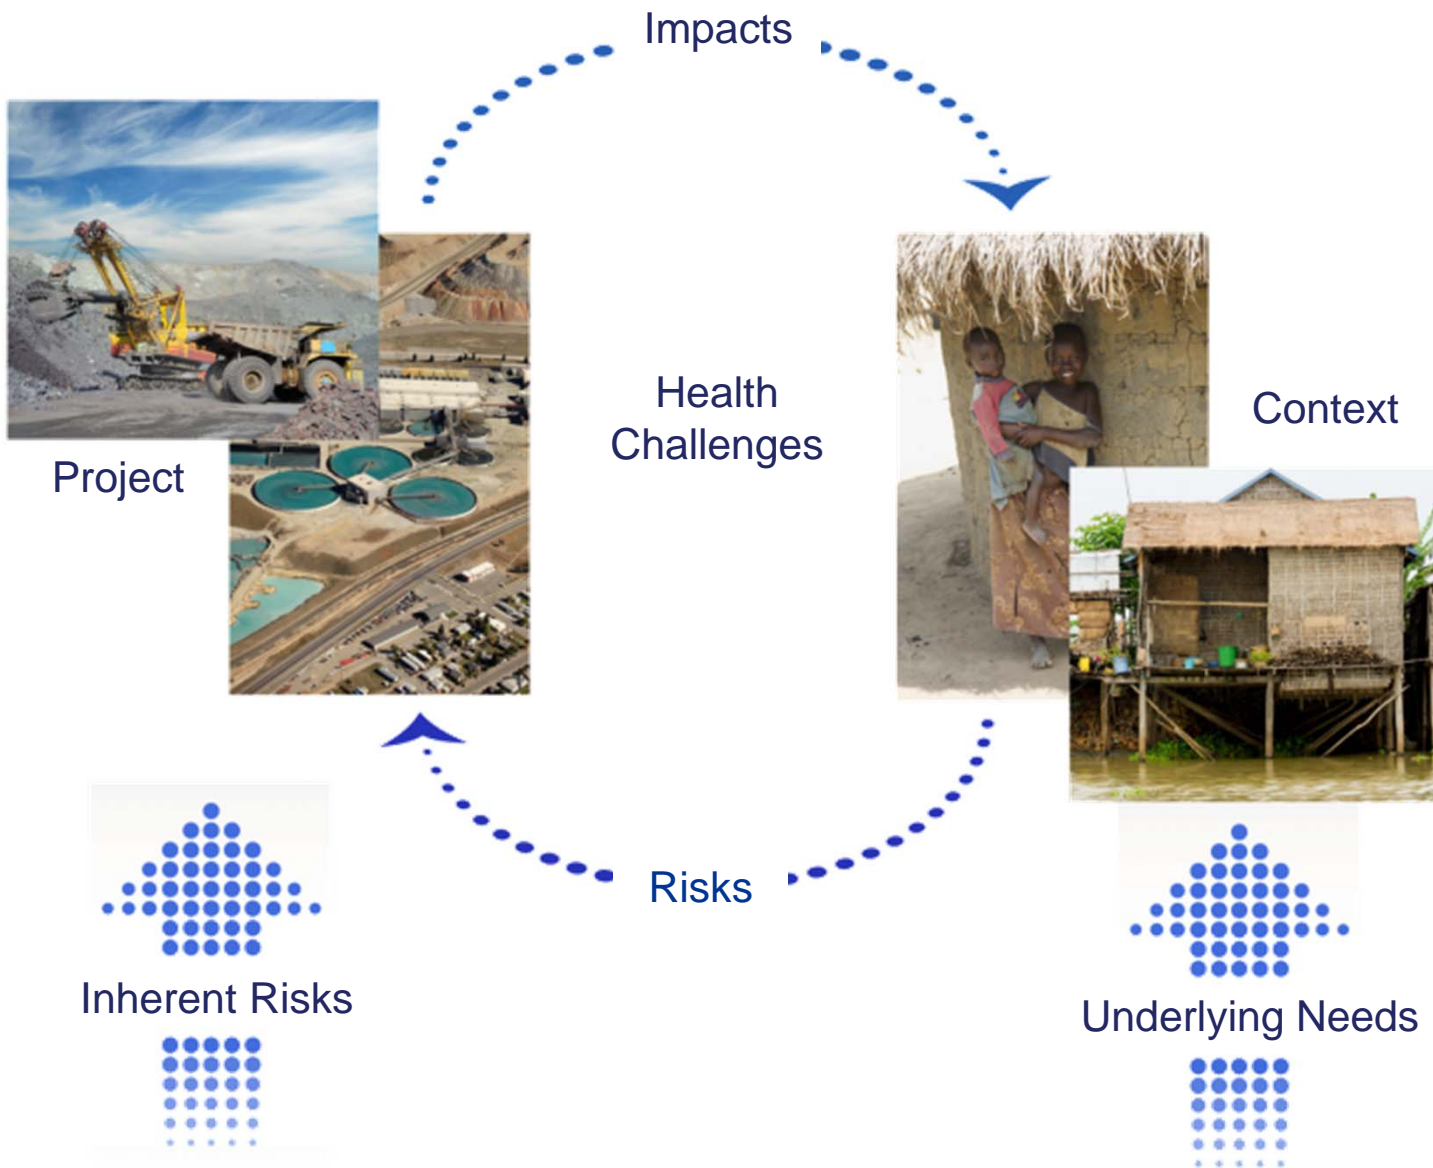 Impacts
Health
Challenges
Context
Project
Risks
Inherent Risks
Underlying Needs